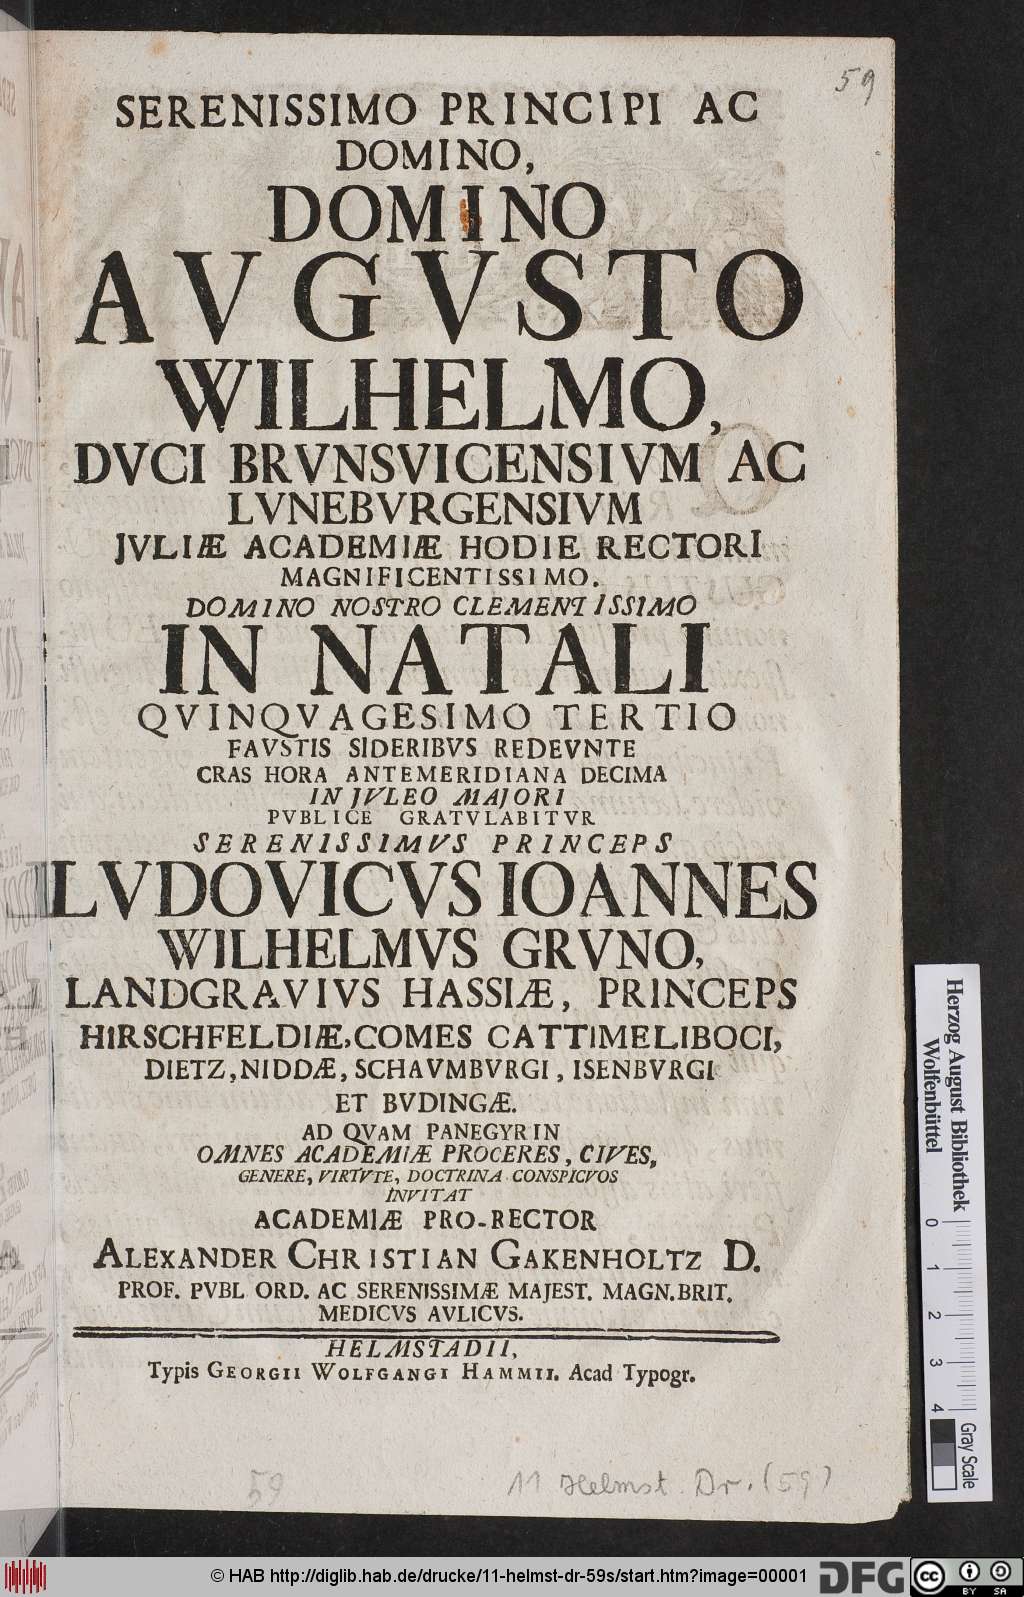 59
SERENISSIMO PRINCIPI AC
DOMINO,
DOMINO
AVGVSTO
WILHELMO,
DVCI BRVNSVICENSIVM AC
LVNEBVRGENSIVM
JVLIÆ ACADEMIÆ HODIE RECTORI
MAGNIFICENTISSIMO.
DOMINO NOSTRO CLEMENTISSIMO
IN NATALI
QVINQVAGESIMO TERTIO
FAVSTIS SIDERIBVS REDEVNTE
CRAS HORA ANTEMERIDIANA DECIMA
IN JVLEO MAJORI
PVBLICE GRATVLABITVR
SERENISSIMVS PRINCEPS
LVDOVICVS IOANNES
WILHELMVS GRVNO,
LANDGRAVIVS HASSIÆ, PRINCEPS
HIRSCHFELDIÆ, COMES CATTIMELIBOCI,
DIETZ, NIDDÆ, SCHAVMBVRGI, ISENBVRGI
ET BVDINGÆ.
AD QVAM PANEGYRIN
OMNES ACADEMIÆ PROCERES, CIVES,
GENERE, VIRTVTE, DOCTRINA CONSPICVOS
INVITAT
ACADEMIÆ PRO-RECTOR
ALEXANDER CHRISTIAN GAKENHOLTZ D.
PROF. PVBL ORD. AC SERENISSIMÆ MAJEST. MAGN. BRIT.
MEDICVS AVLICVS.
HELMSTADII,
Typis GEORGII WOLFGANGI HAMMII. Acad Typogr.
59
11 Helmst. Dr. (59)
Herzog August Bibliothek
Wolfenbüttel
0 1 2 3 4
Gray Scale
© HAB http://diglib.hab.de/drucke/11-helmst-dr-59s/start.htm?image=00001
DFG
cc BY SA